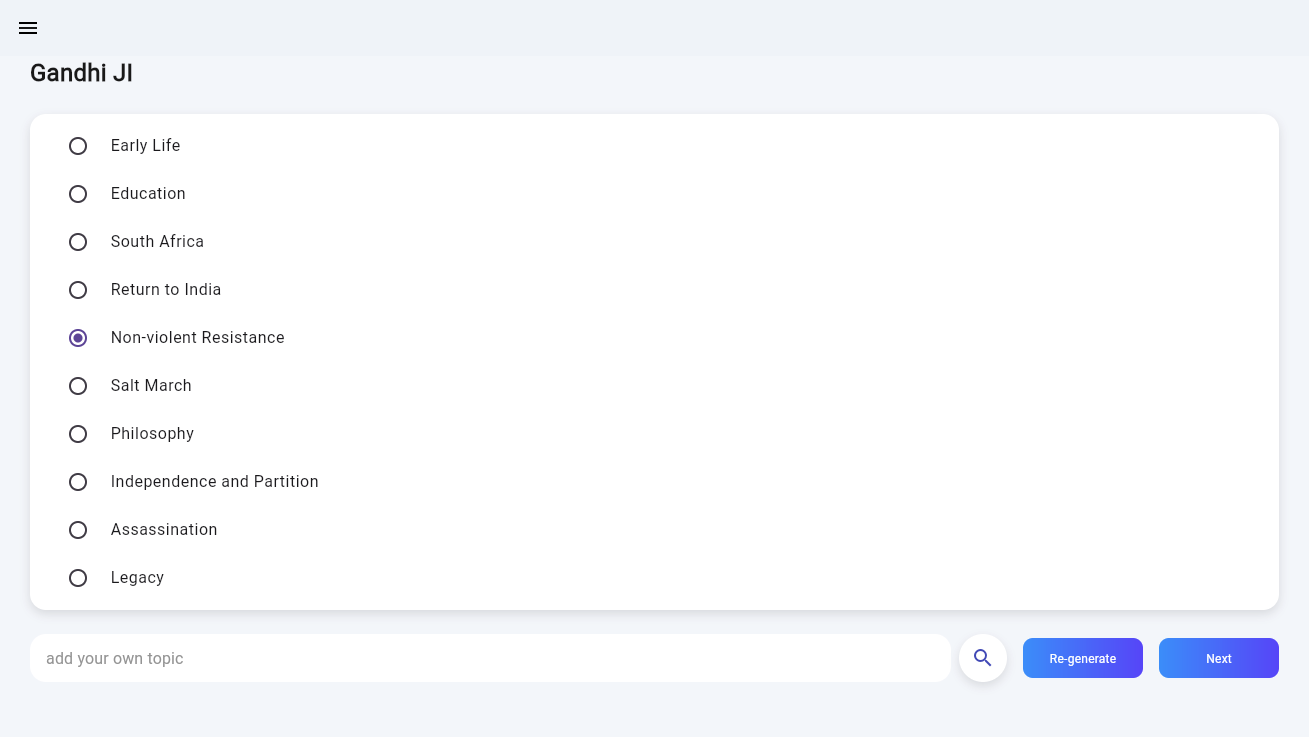 Gandhi JI
Early Life
Education
South Africa
Return to India
Non-violent Resistance
Salt March
Philosophy
Independence and Partition
Assassination
Legacy
add your own topic
Re-generate
Next